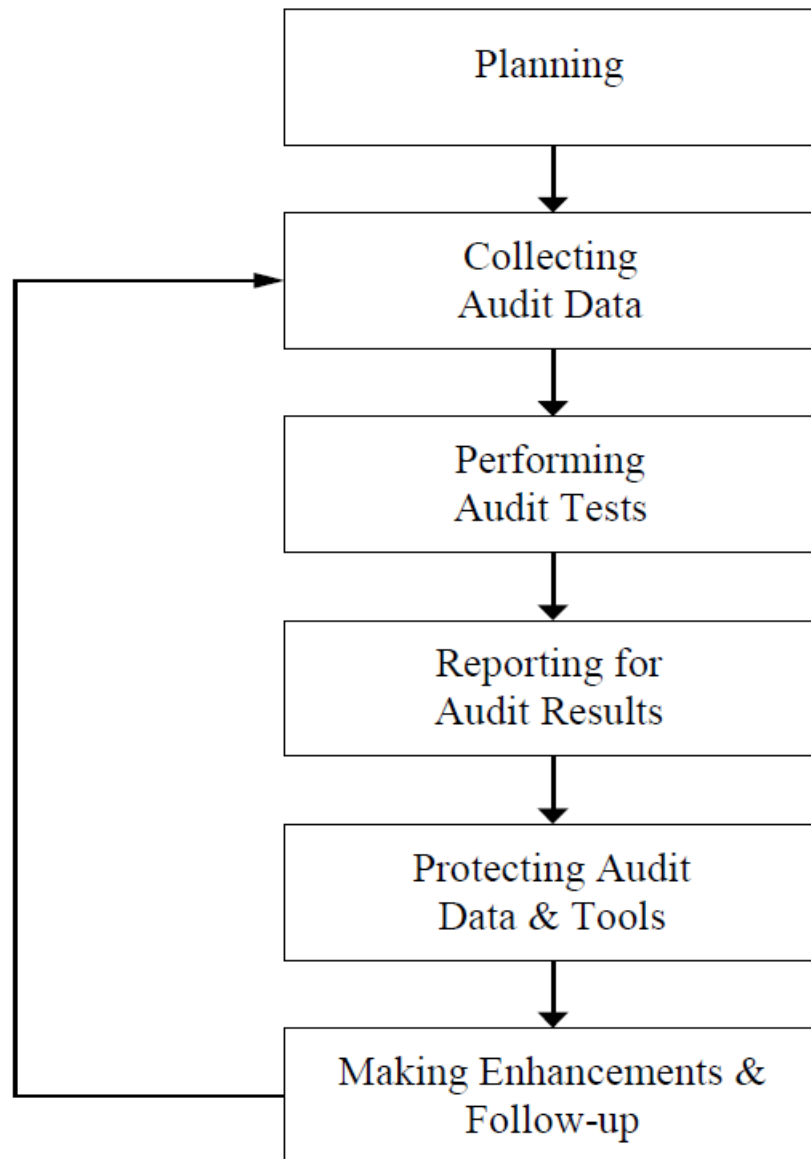 Planning
Collecting
Audit Data
Performing
Audit Tests
Reporting for
Audit Results
Protecting Audit
Data & Tools
Making Enhancements &
Follow-up